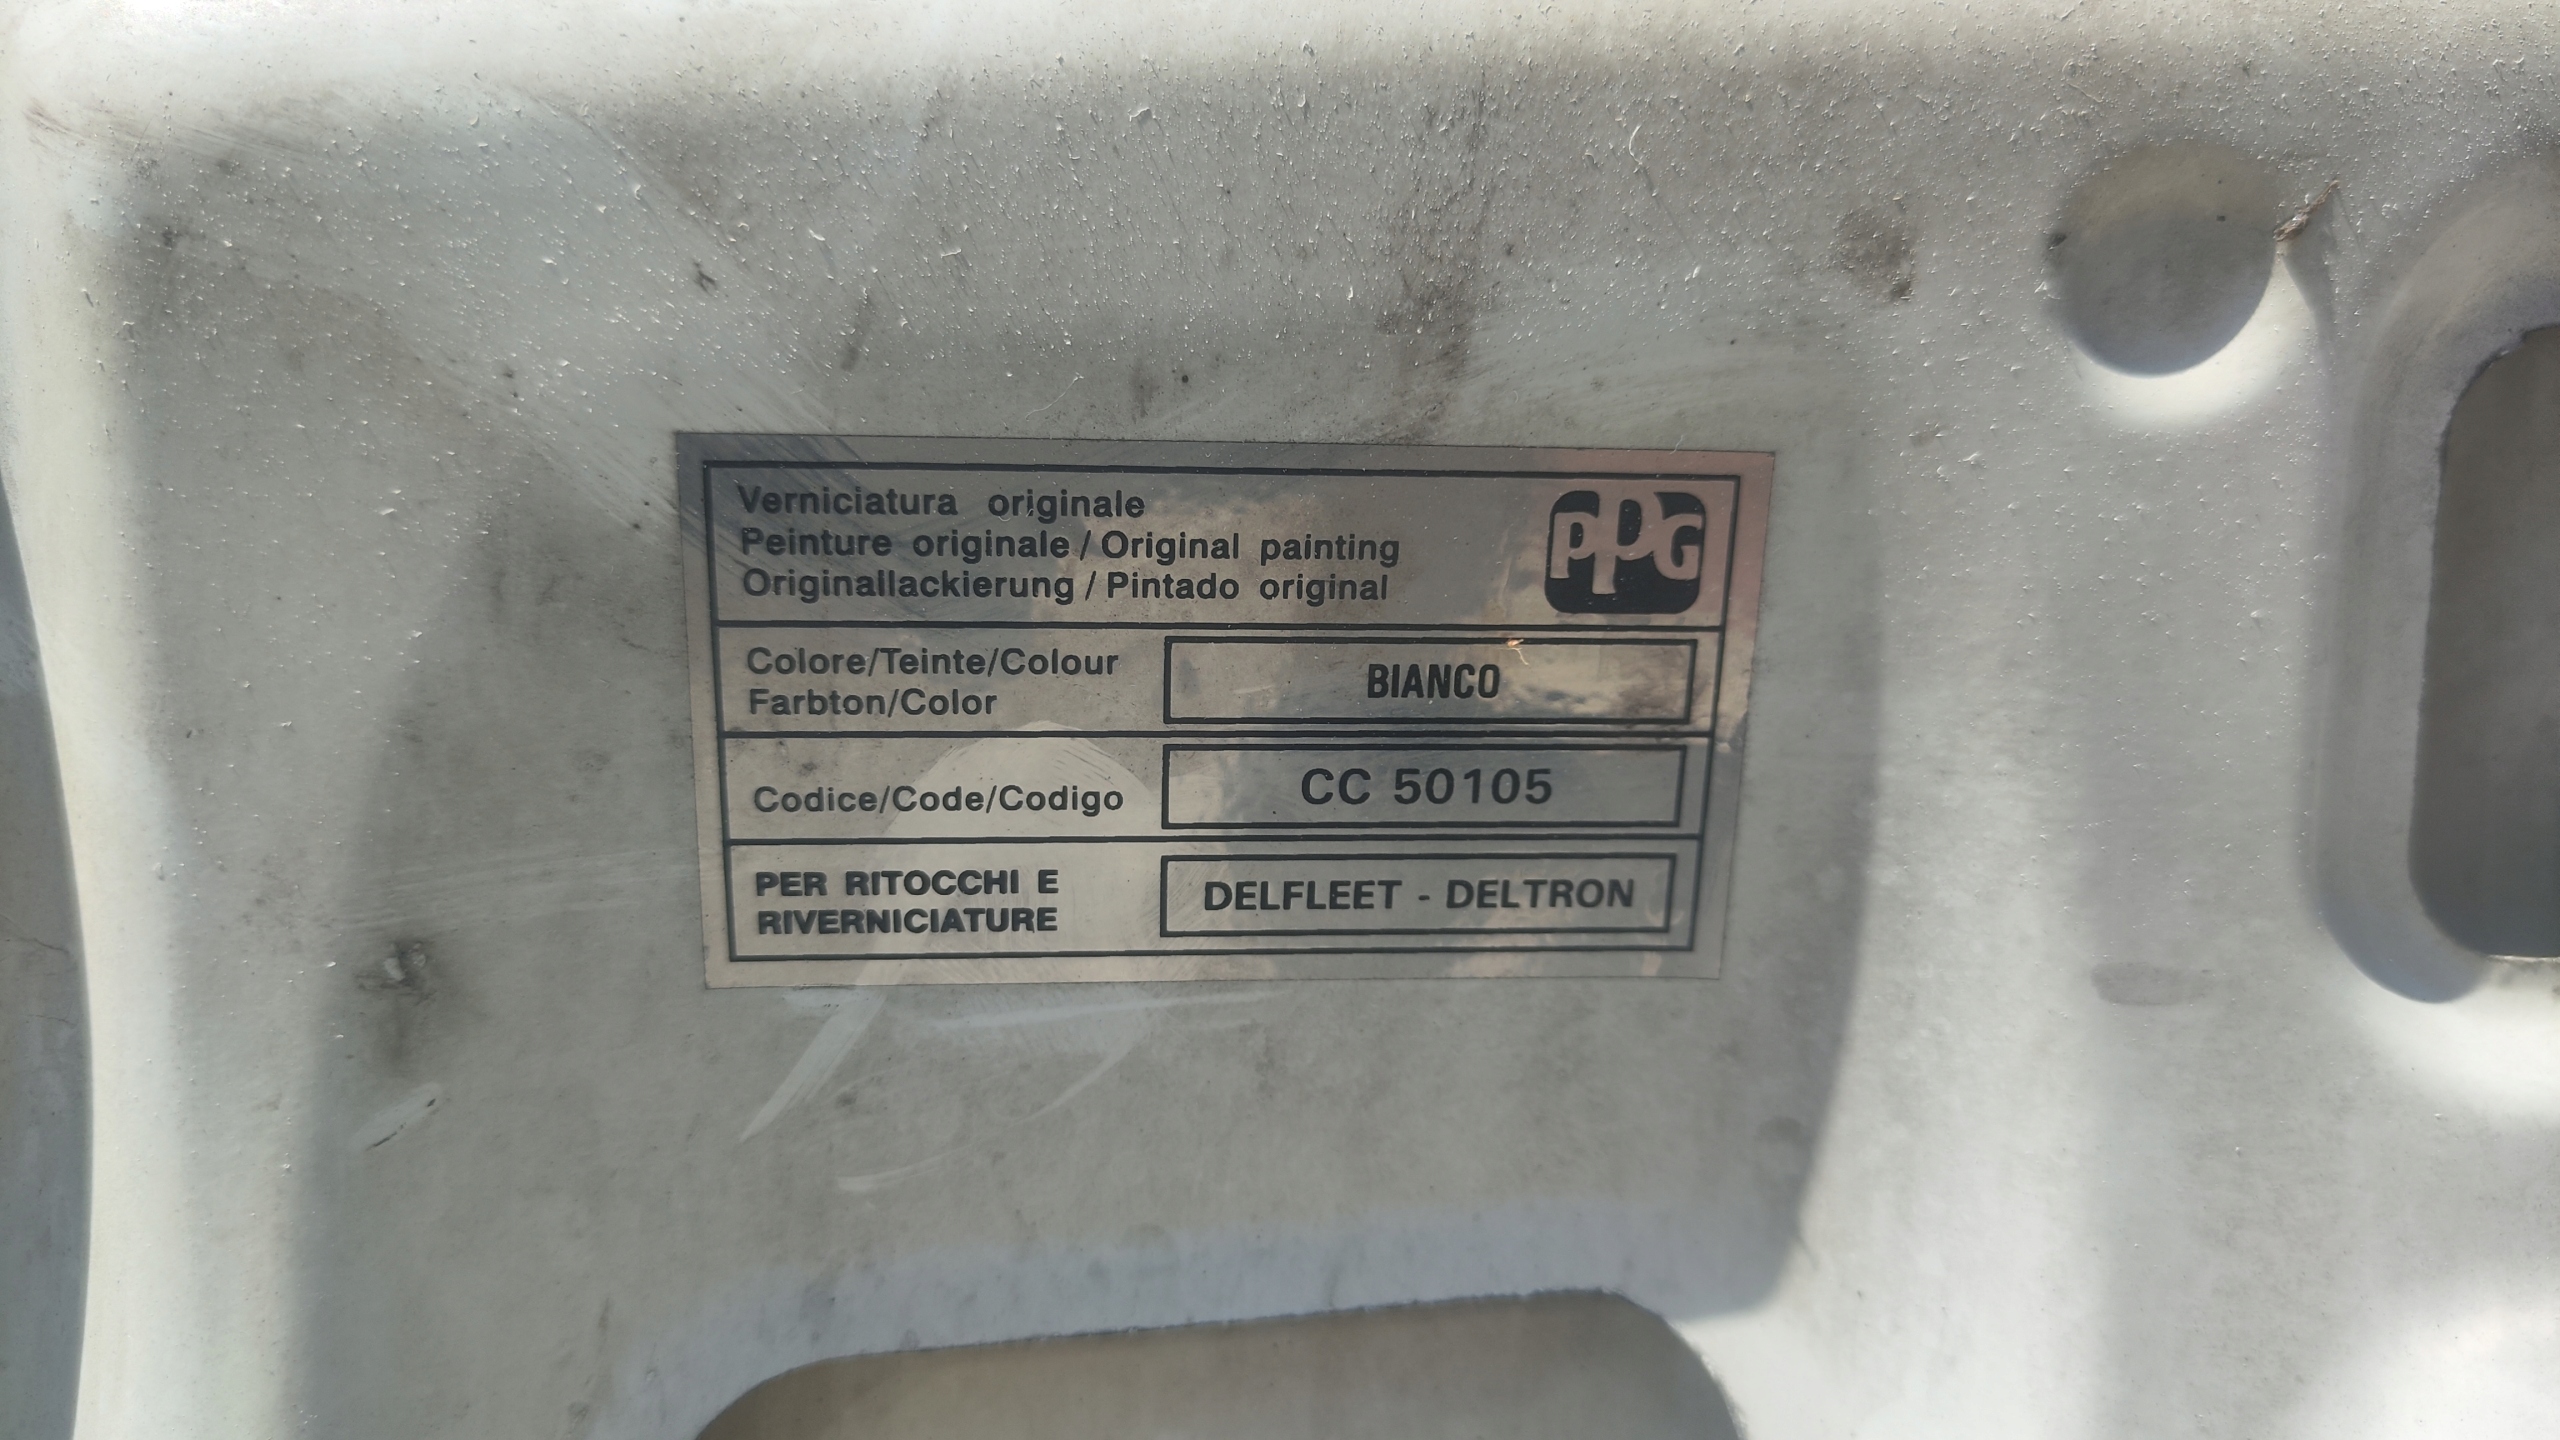 Verniciatura originale
Peinture originale / Original painting
Originallackierung / Pintado original
PPG
Colore/Teinte/Colour
Farbton/Color
BIANCO
Codice/Code/Codigo
CC 50105
PER RITOCCHI E
RIVERNICIATURE
DELFLEET - DELTRON